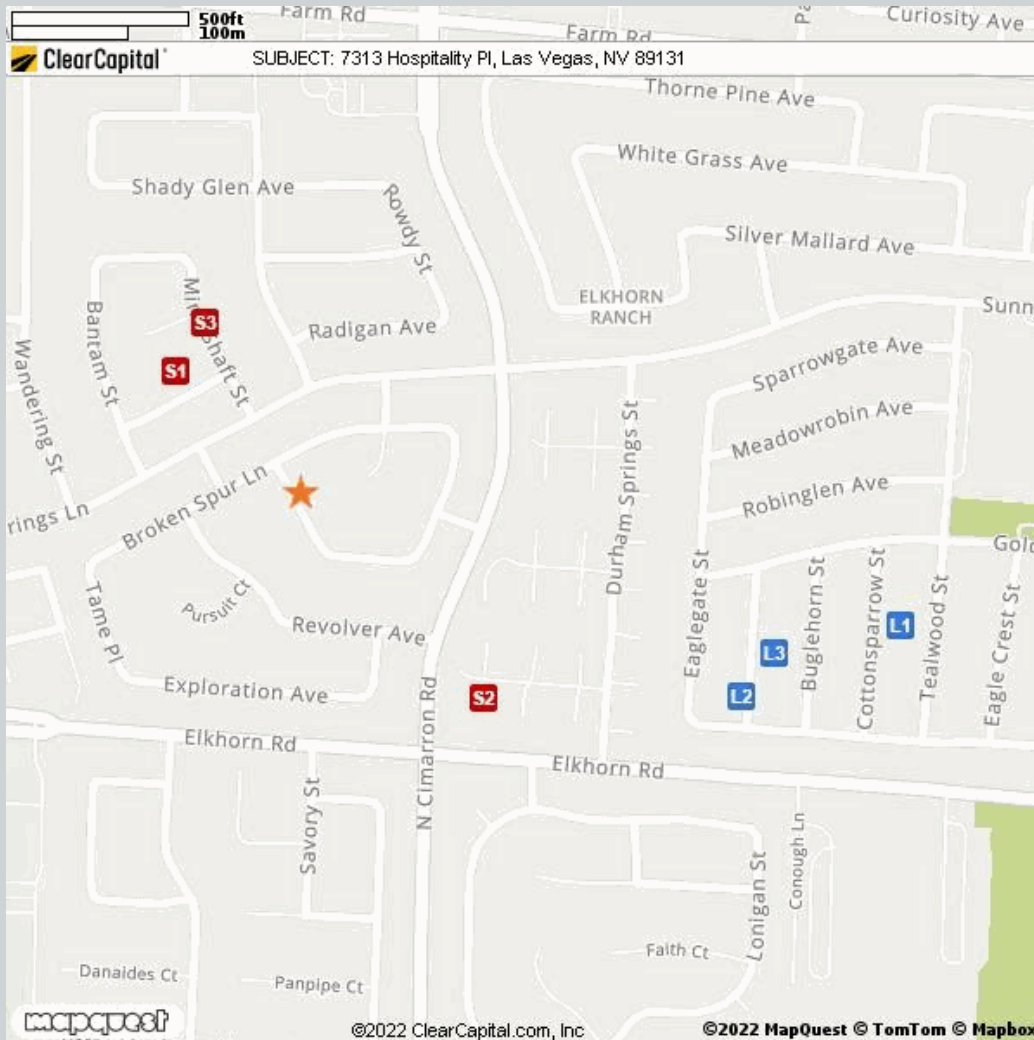 Farm Rd
Farm Rd
Curiosity Ave
500ft
100m
ClearCapital
SUBJECT: 7313 Hospitality Pl, Las Vegas, NV 89131
Thorne Pine Ave
White Grass Ave
Shady Glen Ave
Rowdy St
Silver Mallard Ave
ELKHORN
RANCH
Sunn
S3
Shaft St
Radigan Ave
Bantam St
Wandering St
S1
Sparrowgate Ave
Meadowrobin Ave
Durham Springs St
Robinglen Ave
Broken Spur Ln
rings Ln
Gold
Pursuit Ct
Tame Pl
Revolver Ave
Eaglegate St
Buglehorn St
Cottonsparrow St
Tealwood St
Eagle Crest St
L1
L3
L2
S2
Exploration Ave
N Cimarron Rd
Elkhorn Rd
Elkhorn Rd
Savory St
Conough Ln
Lonigan St
Faith Ct
Danaides Ct
Panpipe Ct
mapquest
©2022 ClearCapital.com, Inc
©2022 MapQuest © TomTom © Mapbox